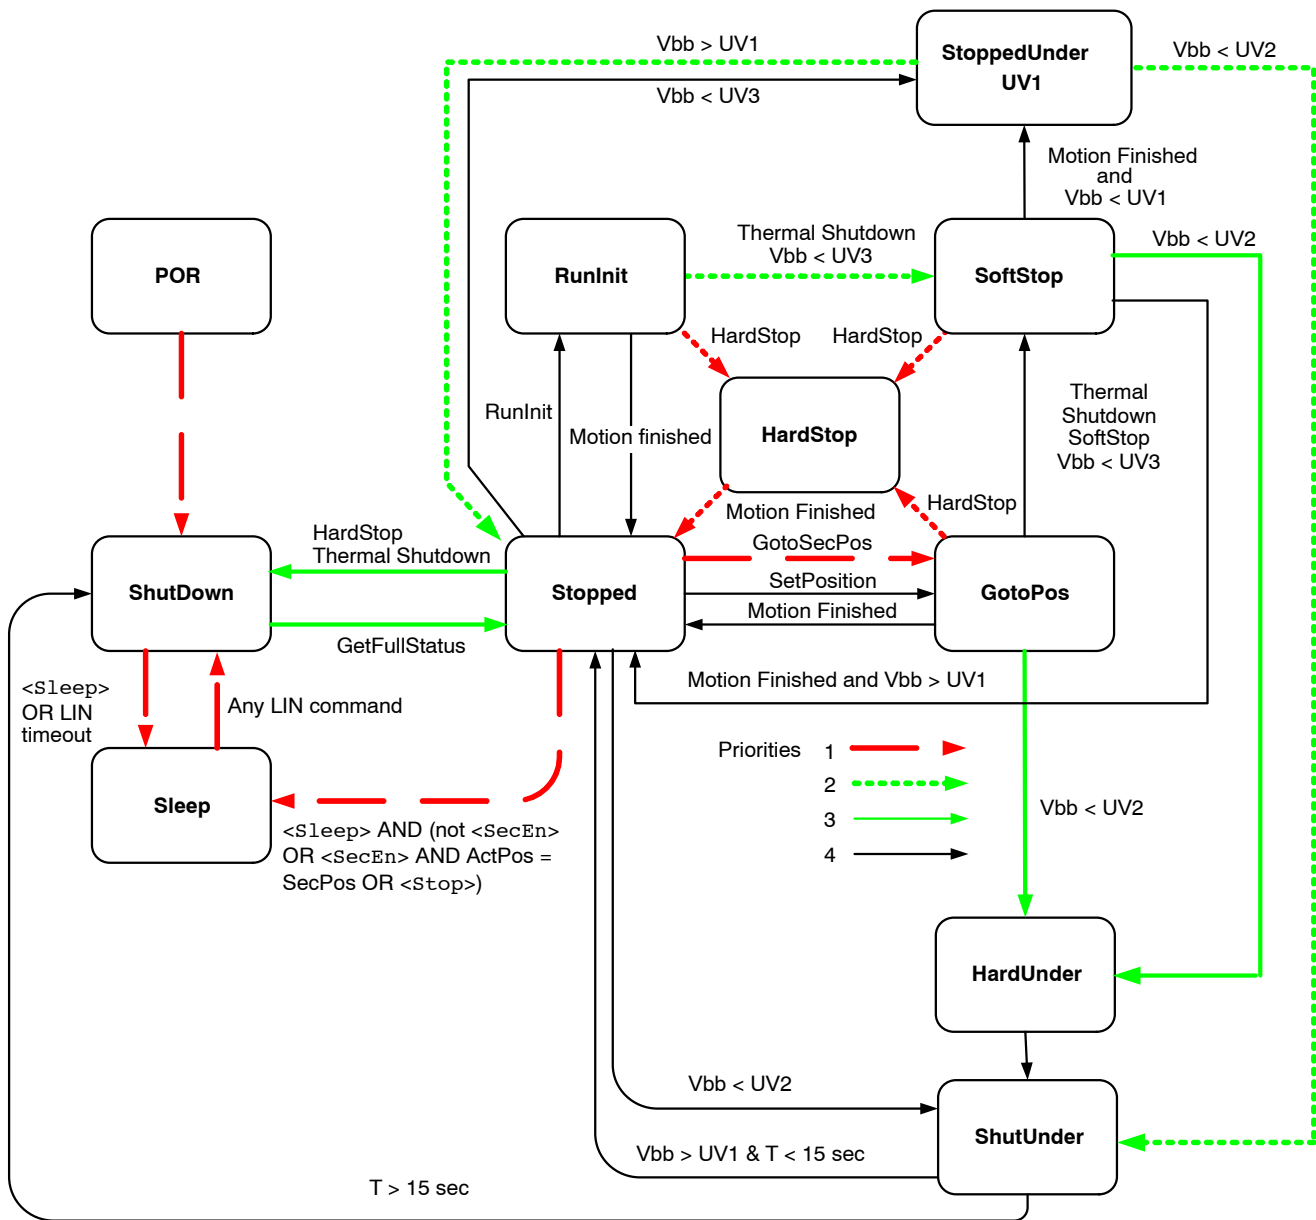 Vbb > UV1
StoppedUnder
UV1
Vbb < UV2
Vbb < UV3
Motion Finished
and
Vbb < UV1
POR
RunInit
Thermal Shutdown
Vbb < UV3
SoftStop
Vbb < UV2
HardStop
HardStop
RunInit
Motion finished
HardStop
Thermal
Shutdown
SoftStop
Vbb < UV3
HardStop
Motion Finished
HardStop
Thermal Shutdown
GotoSecPos
ShutDown
Stopped
SetPosition
GotoPos
Motion Finished
GetFullStatus
<Sleep>
OR LIN
timeout
Any LIN command
Motion Finished and Vbb > UV1
Priorities
1
2
3
4
Sleep
<Sleep> AND (not <SecEn>
OR <SecEn> AND ActPos =
SecPos OR <Stop>)
Vbb < UV2
HardUnder
Vbb < UV2
ShutUnder
Vbb > UV1 & T < 15 sec
T > 15 sec